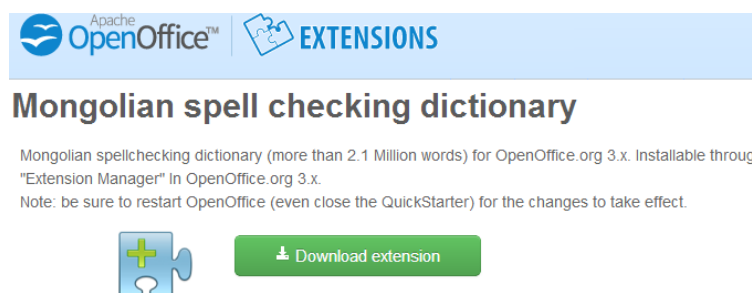 Apache
OpenOffice™ EXTENSIONS
Mongolian spell checking dictionary
Mongolian spellchecking dictionary (more than 2.1 Million words) for OpenOffice.org 3.x. Installable throug
"Extension Manager" In OpenOffice.org 3.x.
Note: be sure to restart OpenOffice (even close the QuickStarter) for the changes to take effect.
Download extension